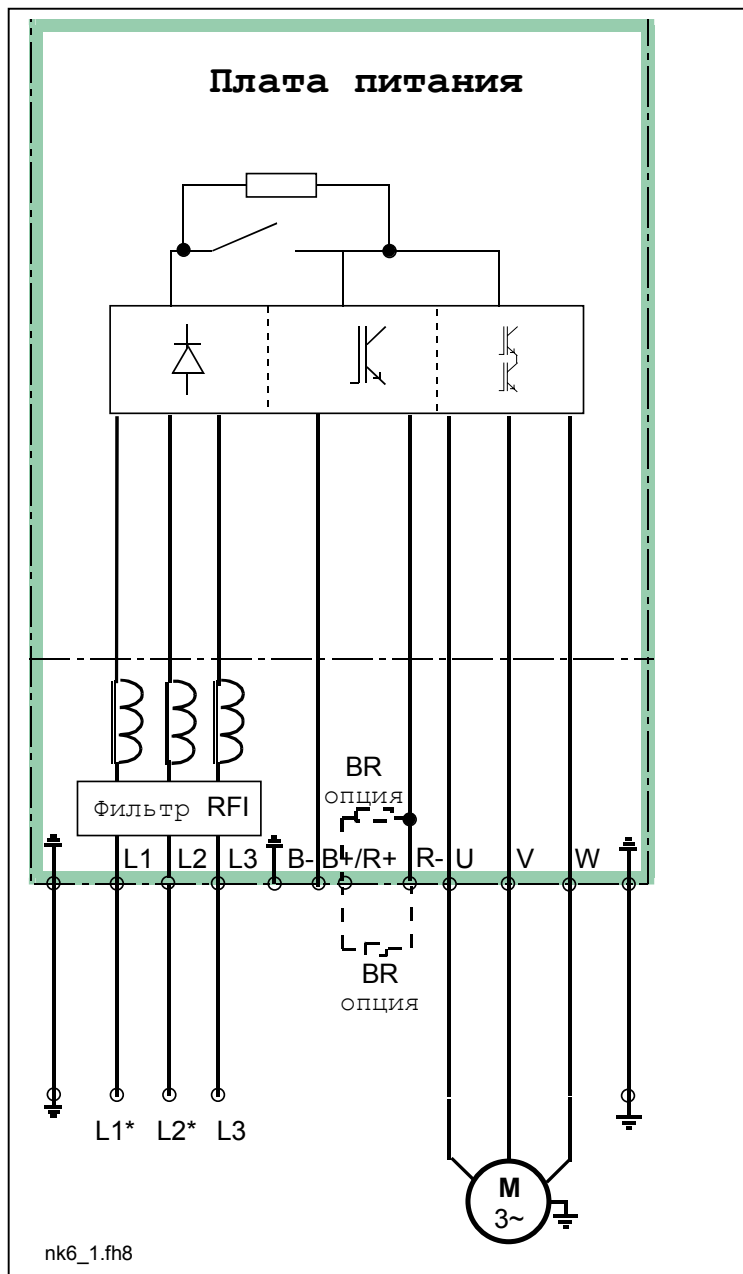 Плата питания
BR
опция
Фильтр RFI
L1 L2 L3 B- B+/R+ R- U V W
BR
опция
L1* L2* L3
M
3~
nk6_1.fh8